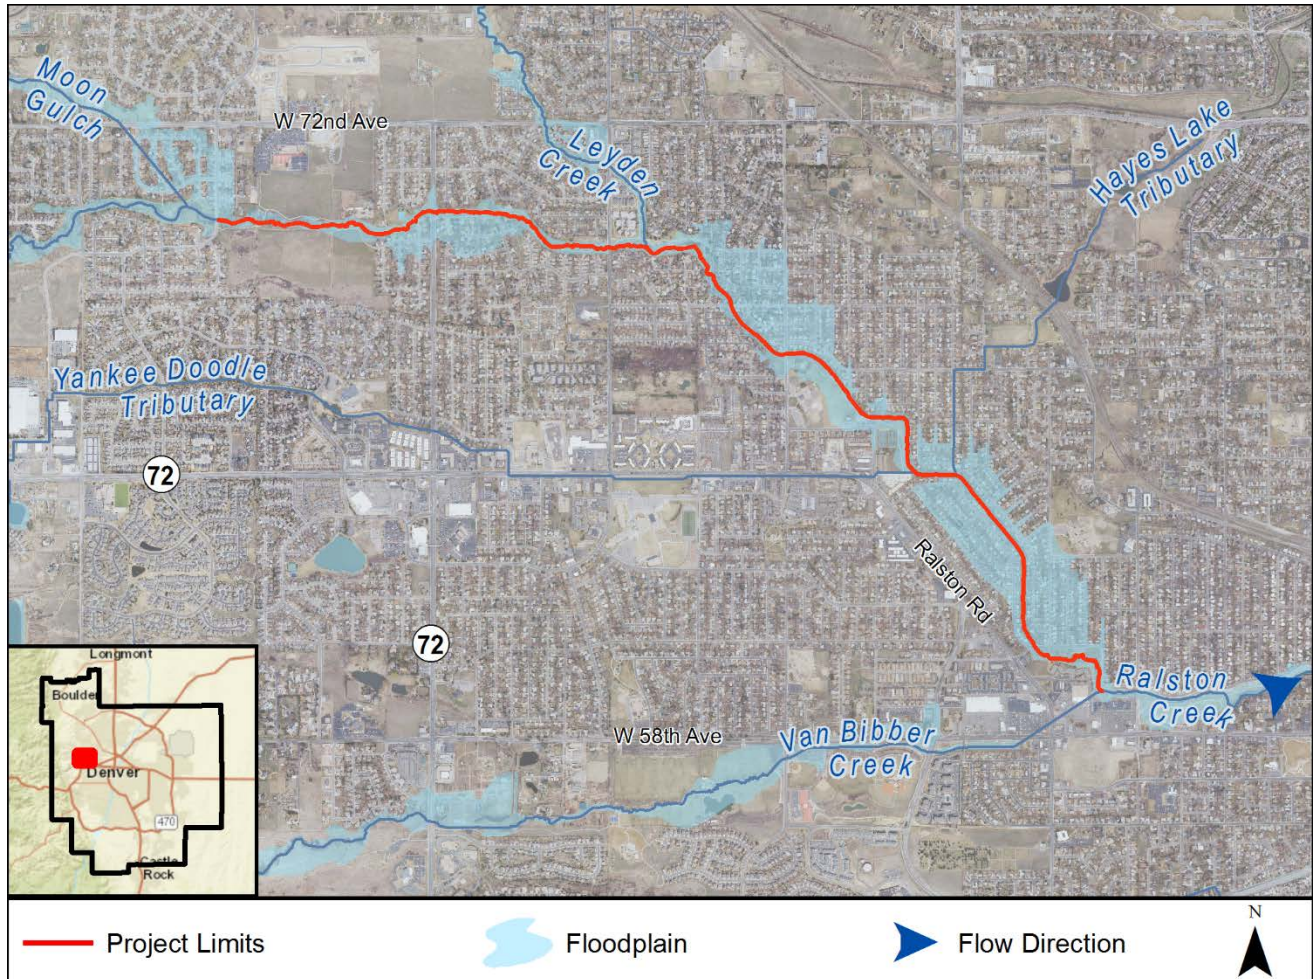 Moon
Gulch
W 72nd Ave
Leyden
Creek
Hayes Lake
Tributary
Yankee Doodle
Tributary
72
Ralston Rd
72
Longmont
Boulder
Denver
470
Castle
Rock
W 58th Ave
Van Bibber
Creek
Ralston
Creek
Project Limits
Floodplain
Flow Direction
N